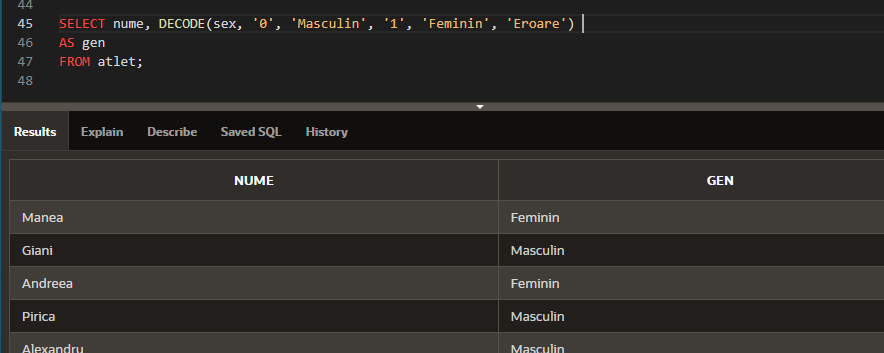 44
45 SELECT nume, DECODE(sex, '0', 'Masculin', '1', 'Feminin', 'Eroare')
46 AS gen
47 FROM atlet;
48
Results Explain Describe Saved SQL History
NUME GEN
Manea Feminin
Giani Masculin
Andreea Feminin
Pirica Masculin
Alexandru Masculin